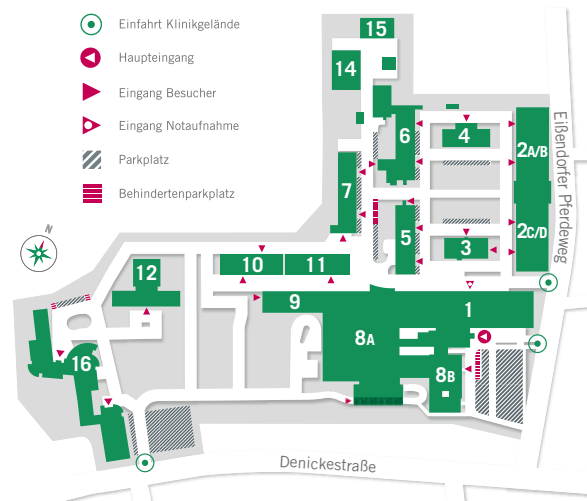 Einfahrt Klinikgelände
Haupteingang
Eingang Besucher
Eingang Notaufnahme
Parkplatz
Behindertenparkplatz
N
15
14
6
4
2A/B
7
5
3
2C/D
Eißendorfer Pferdeweg
12
10
11
9
1
8A
8B
16
Denickestraße